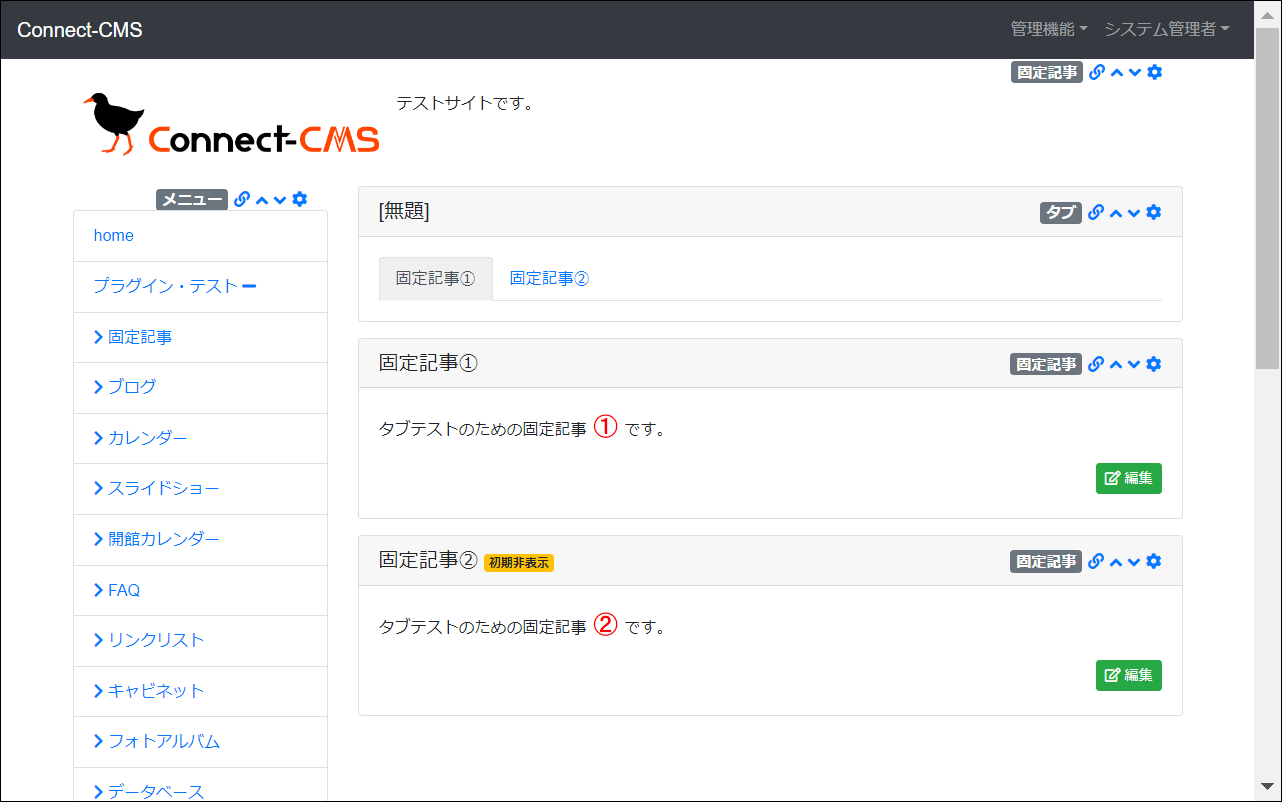 Connect-CMS 管理機能 システム管理者
固定記事
Connect-CMS テストサイトです。
メニュー
home
プラグイン・テスト
固定記事
ブログ
カレンダー
スライドショー
開館カレンダー
FAQ
リンクリスト
キャビネット
フォトアルバム
データベース
[無題] タブ
固定記事① 固定記事②
固定記事① 固定記事
タブテストのための固定記事 ① です。
編集
固定記事② 初期非表示 固定記事
タブテストのための固定記事 ② です。
編集